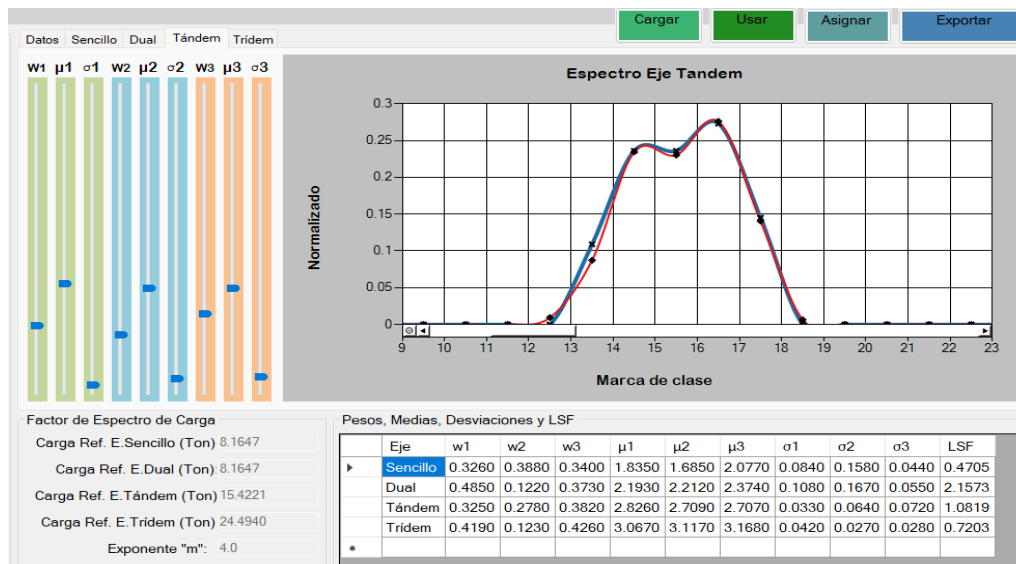 Cargar Usar Asignar Exportar
Datos Sencillo Dual Tándem Trídem
w1 μ1 σ1 w2 μ2 σ2 w3 μ3 σ3
Espectro Eje Tandem
Normalizado
0.3
0.25
0.2
0.15
0.1
0.05
0
9 10 11 12 13 14 15 16 17 18 19 20 21 22 23
Marca de clase
Factor de Espectro de Carga
Carga Ref. E.Sencillo (Ton) 8.1647
Carga Ref. E.Dual (Ton): 8.1647
Carga Ref. E.Tándem (Ton) 15.4221
Carga Ref. E.Trídem (Ton) 24.4940
Exponente "m": 4.0
Pesos, Medias, Desviaciones y LSF
Eje w1 w2 w3 μ1 μ2 μ3 σ1 σ2 σ3 LSF
Sencillo 0.3260 0.3880 0.3400 1.8350 1.6850 2.0770 0.0840 0.1580 0.0440 0.4705
Dual 0.4850 0.1220 0.3730 2.1930 2.2120 2.3740 0.1080 0.1670 0.0550 2.1573
Tándem 0.3250 0.2780 0.3820 2.8260 2.7090 2.7070 0.0330 0.0640 0.0720 1.0819
Trídem 0.4190 0.1230 0.4260 3.0670 3.1170 3.1680 0.0420 0.0270 0.0280 0.7203